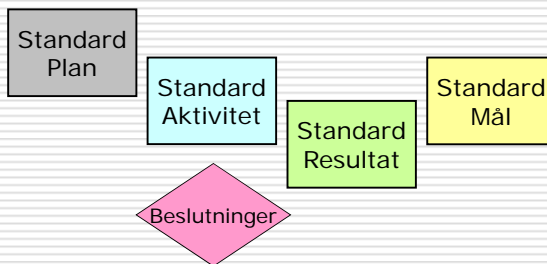 Standard
Plan
Standard
Aktivitet
Standard
Resultat
Standard
Mål
Beslutninger